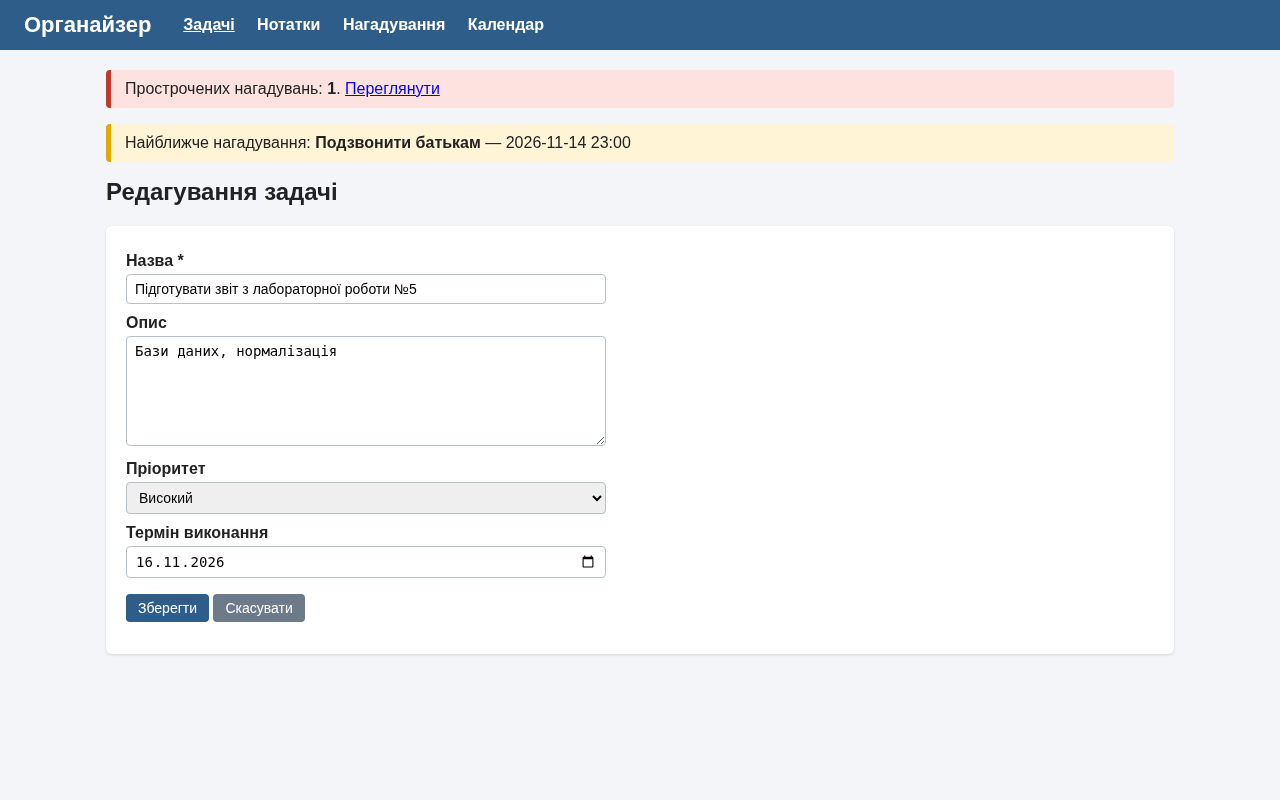 Органайзер Задачі Нотатки Нагадування Календар
Прострочених нагадувань: 1. Переглянути
Найближче нагадування: Подзвонити батькам — 2026-11-14 23:00
Редагування задачі
Назва *
Підготувати звіт з лабораторної роботи №5
Опис
Бази даних, нормалізація
Пріоритет
Високий
Термін виконання
16.11.2026
Зберегти Скасувати